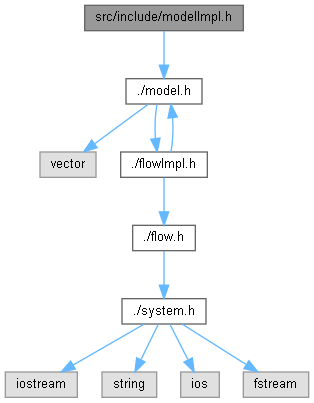 src/include/modelImpl.h
./model.h
vector
./flowImpl.h
./flow.h
./system.h
iostream
string
ios
fstream